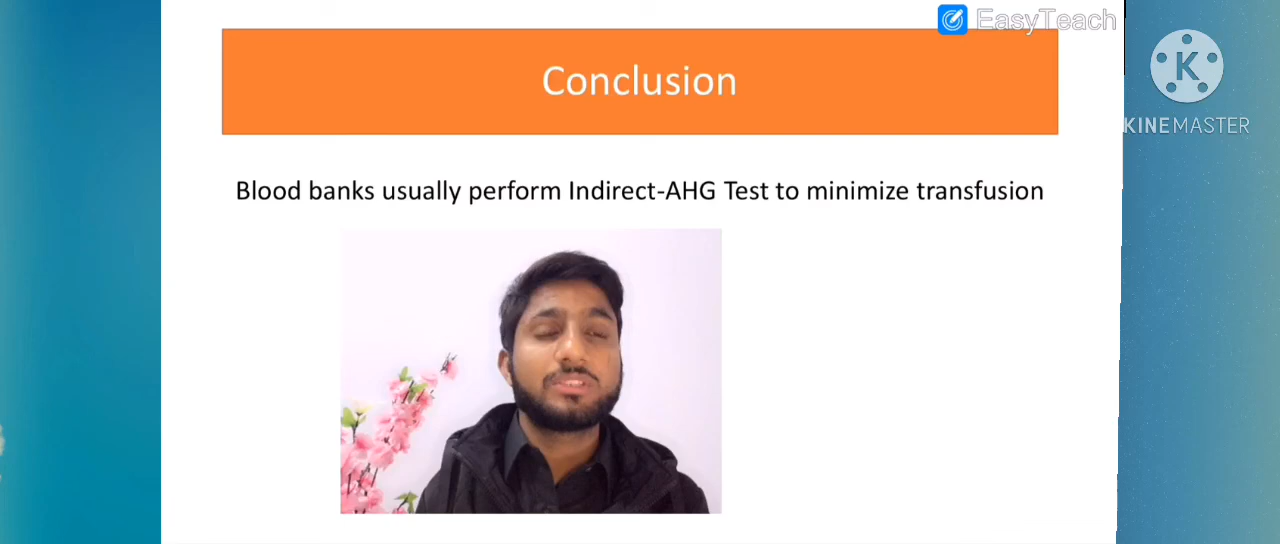 EasyTeach
Conclusion
K
KINEMASTER
Blood banks usually perform Indirect-AHG Test to minimize transfusion